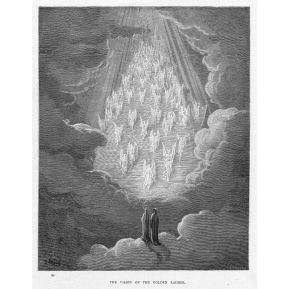 THE VISION OF THE GOLDEN LADDER.